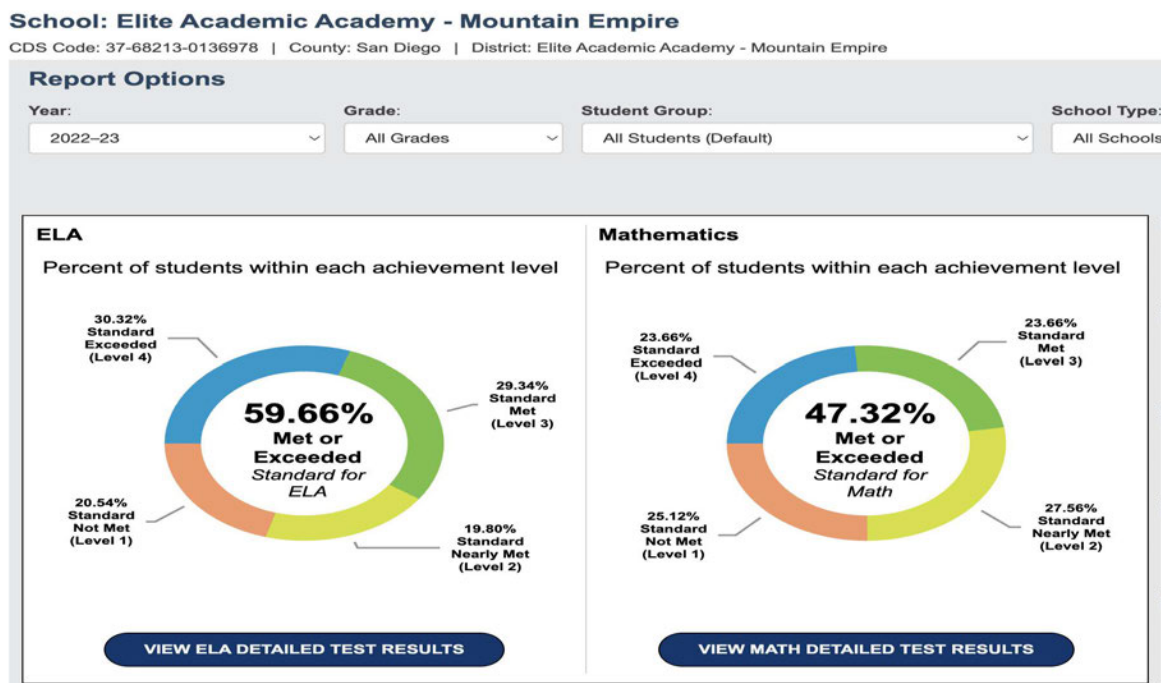 School: Elite Academic Academy - Mountain Empire
CDS Code: 37-68213-0136978 | County: San Diego | District: Elite Academic Academy - Mountain Empire
Report Options
Year:
2022–23
Grade:
All Grades
Student Group:
All Students (Default)
School Type:
All Schools
ELA
Percent of students within each achievement level
30.32%
Standard
Exceeded
(Level 4)
29.34%
Standard
Met
(Level 3)
59.66%
Met or
Exceeded
Standard for
ELA
20.54%
Standard
Not Met
(Level 1)
19.80%
Standard
Nearly Met
(Level 2)
VIEW ELA DETAILED TEST RESULTS
Mathematics
Percent of students within each achievement level
23.66%
Standard
Exceeded
(Level 4)
23.66%
Standard
Met
(Level 3)
47.32%
Met or
Exceeded
Standard for
Math
25.12%
Standard
Not Met
(Level 1)
27.56%
Standard
Nearly Met
(Level 2)
VIEW MATH DETAILED TEST RESULTS